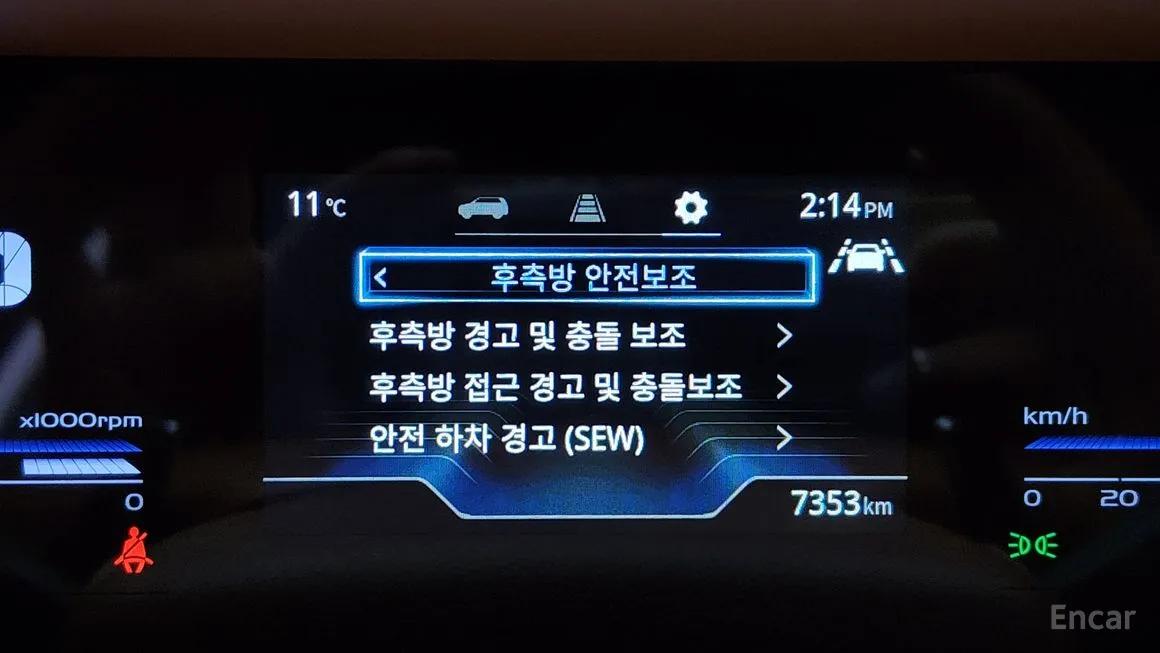 11°C 2:14 PM
후측방 안전보조
후측방 경고 및 충돌 보조
후측방 접근 경고 및 충돌보조
안전 하차 경고 (SEW)
x1000rpm
km/h
0
7353km
0 20
Encar